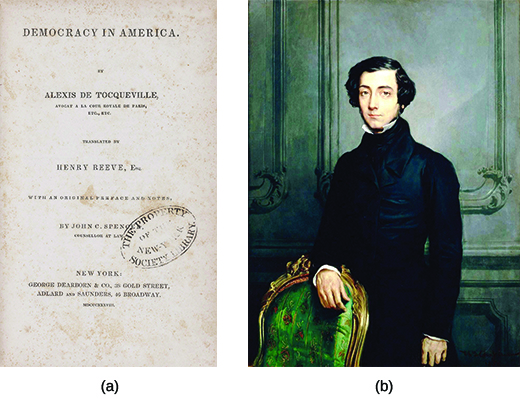 DEMOCRACY IN AMERICA.
BY
ALEXIS DE TOCQUEVILLE,
AVOCAT A LA COUR ROYALE DE PARIS,
ETC., ETC.
TRANSLATED BY
HENRY REEVE, Esq.
WITH AN ORIGINAL PREFACE AND NOTES,
BY JOHN C. SPENCER,
COUNSELLOR AT LAW
THE PROPERTY
OF THE
NEW-YORK
SOCIETY LIBRARY.
NEW YORK:
GEORGE DEARBORN & CO., 38 GOLD STREET,
ADLARD AND SAUNDERS, 46 BROADWAY.
(a)
(b)